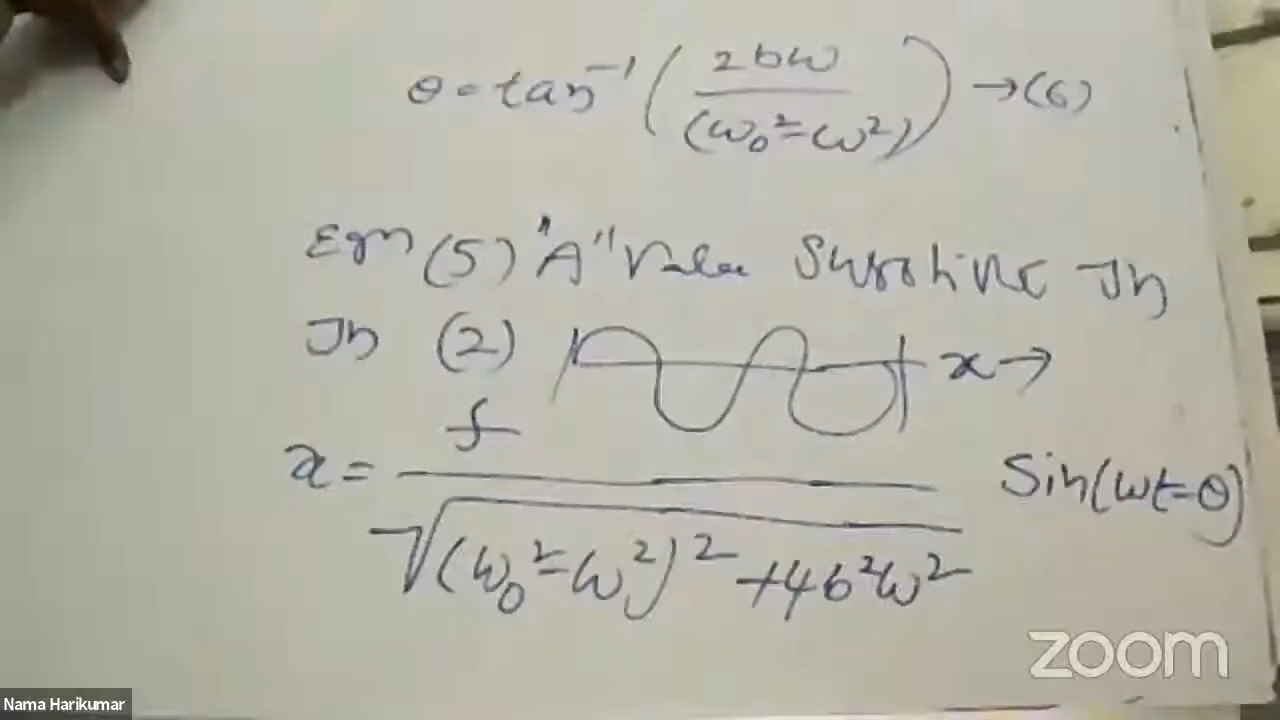 θ = tan⁻¹ ( 2bω / (ω₀² - ω²) ) → (6)
Eqn (5) "A" Value in
In (2) x →
x = f / √((ω₀² - ω²)² + 4b²ω²) Sin(ωt - θ)
zoom
Nama Harikumar